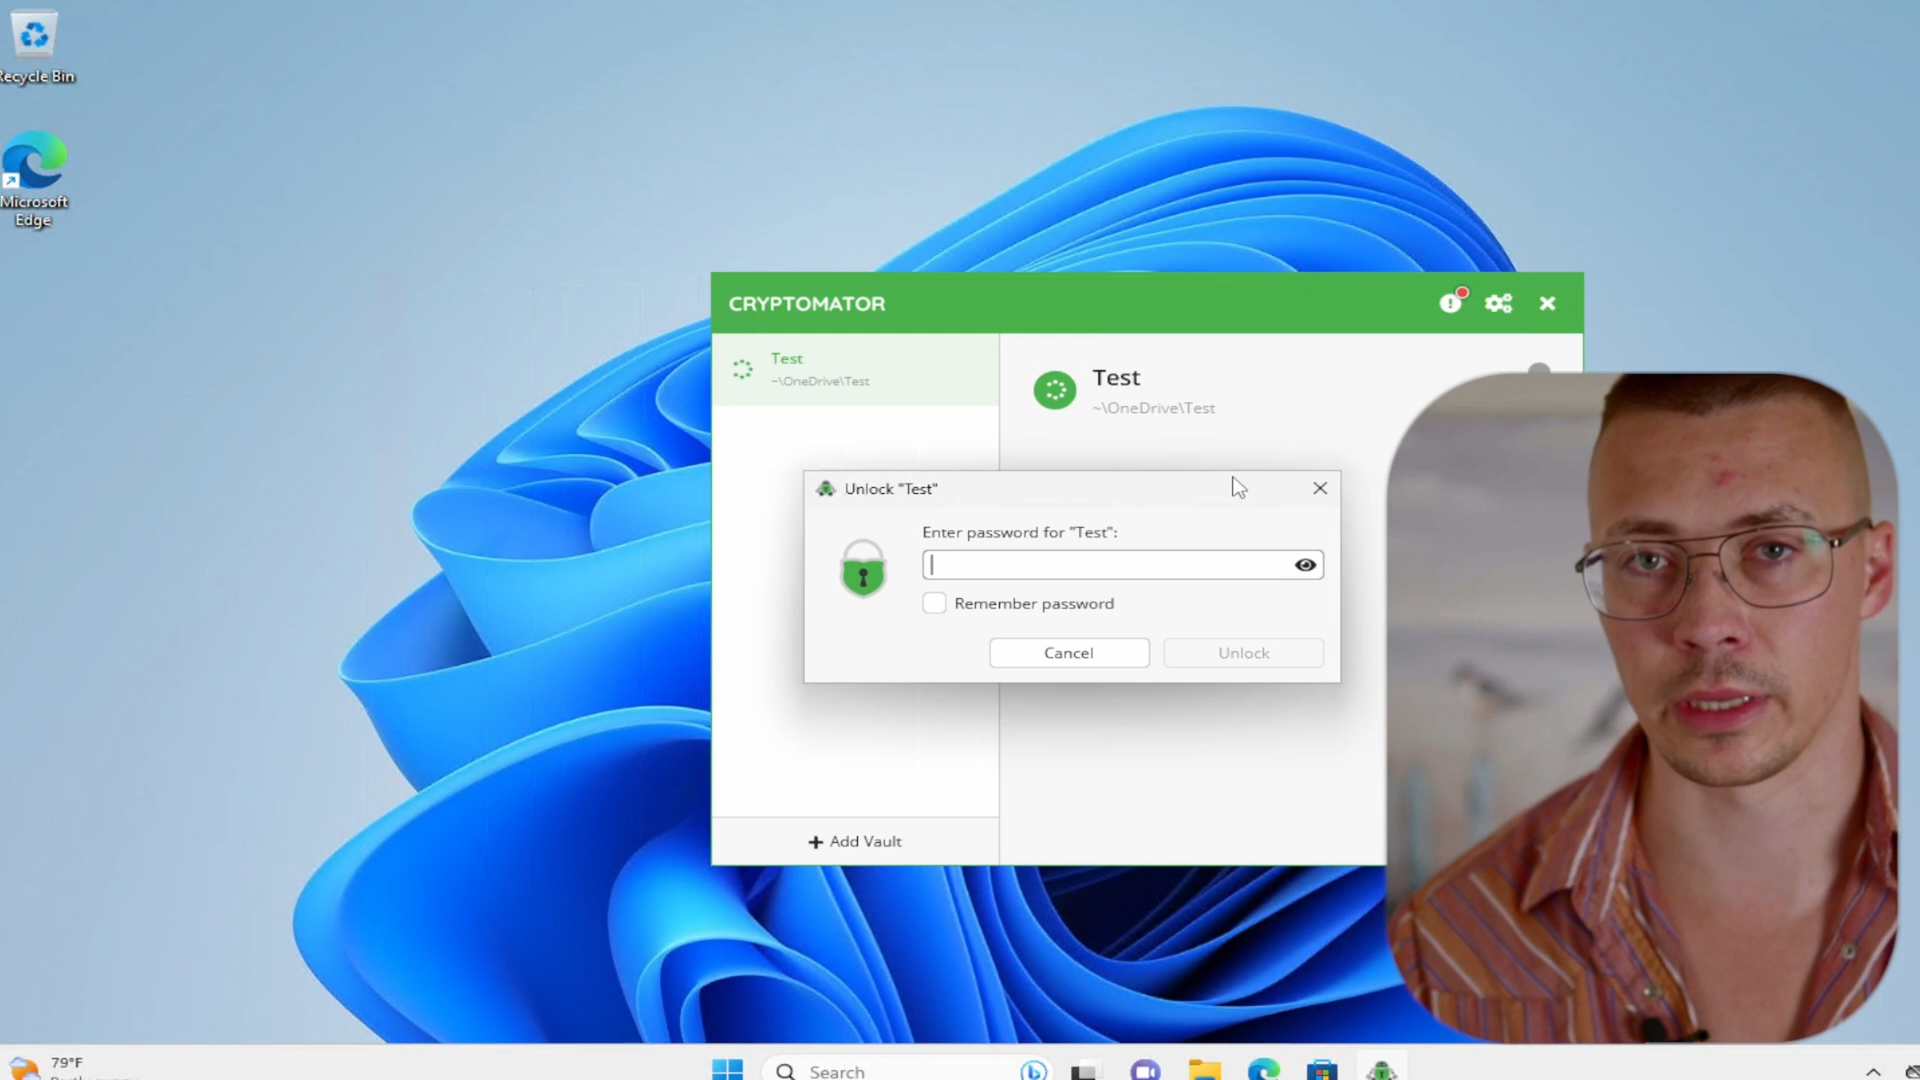 Recycle Bin
Microsoft
Edge
CRYPTOMATOR
Test
~\OneDrive\Test
Test
~\OneDrive\Test
Unlock "Test"
Enter password for "Test":
Remember password
Cancel
Unlock
+ Add Vault
79°F
Search